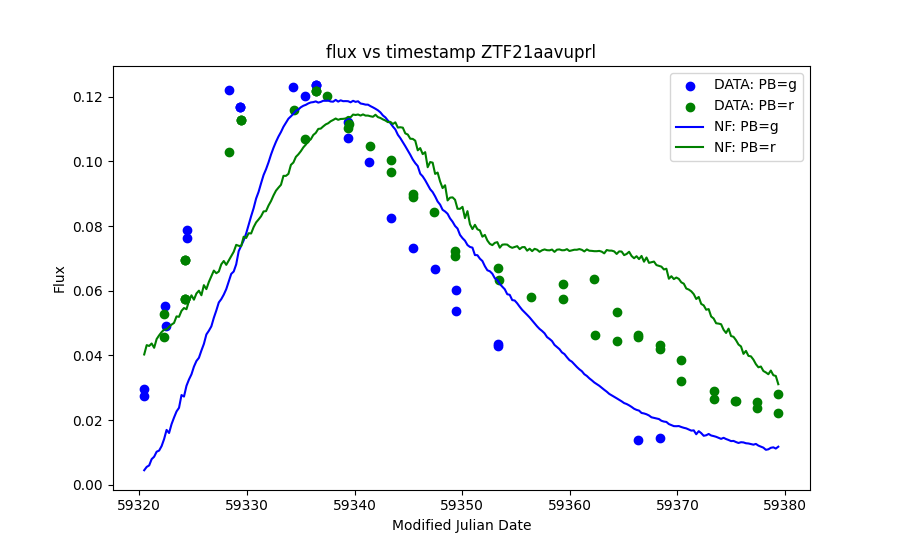 flux vs timestamp ZTF21aavuprl
DATA: PB=g
DATA: PB=r
NF: PB=g
NF: PB=r
0.12
0.10
0.08
0.06
0.04
0.02
0.00
Flux
59320 59330 59340 59350 59360 59370 59380
Modified Julian Date